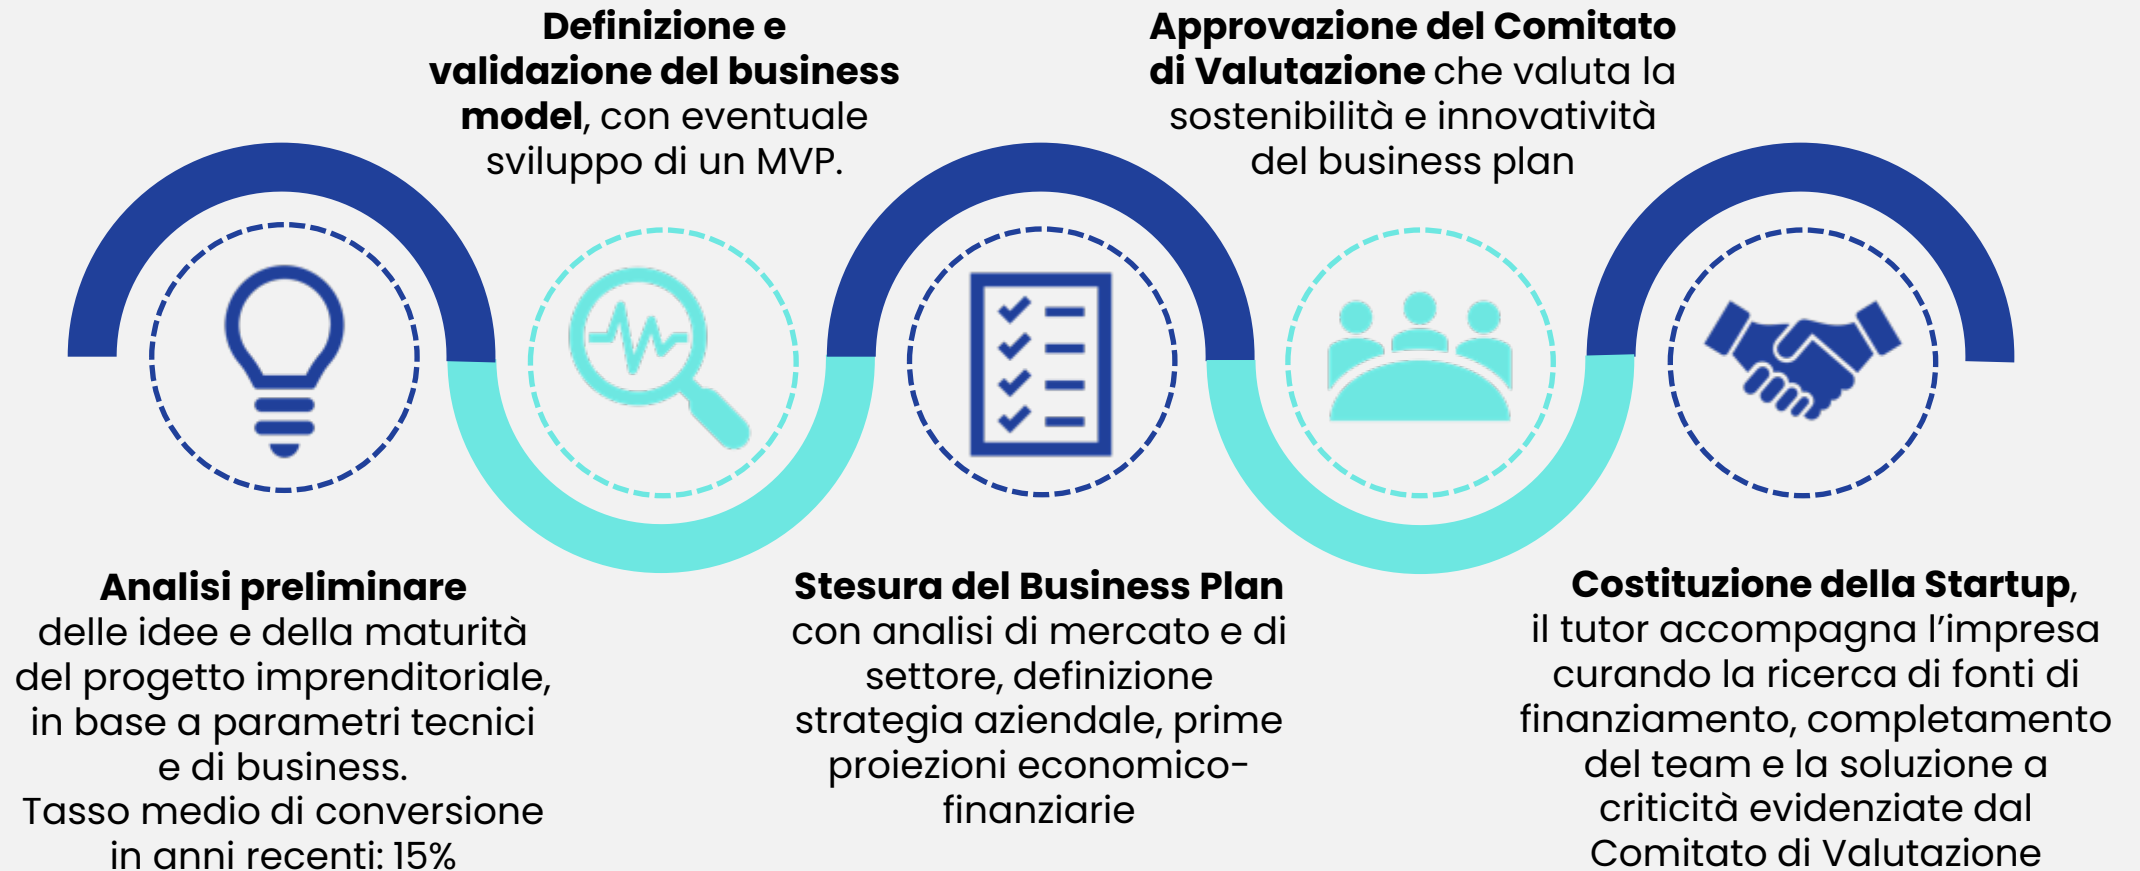 Definizione e
validazione del business
model, con eventuale
sviluppo di un MVP.
Approvazione del Comitato
di Valutazione che valuta la
sostenibilità e innovatività
del business plan
Analisi preliminare
delle idee e della maturità
del progetto imprenditoriale,
in base a parametri tecnici
e di business.
Tasso medio di conversione
in anni recenti: 15%
Stesura del Business Plan
con analisi di mercato e di
settore, definizione
strategia aziendale, prime
proiezioni economico-
finanziarie
Costituzione della Startup,
il tutor accompagna l’impresa
curando la ricerca di fonti di
finanziamento, completamento
del team e la soluzione a
criticità evidenziate dal
Comitato di Valutazione